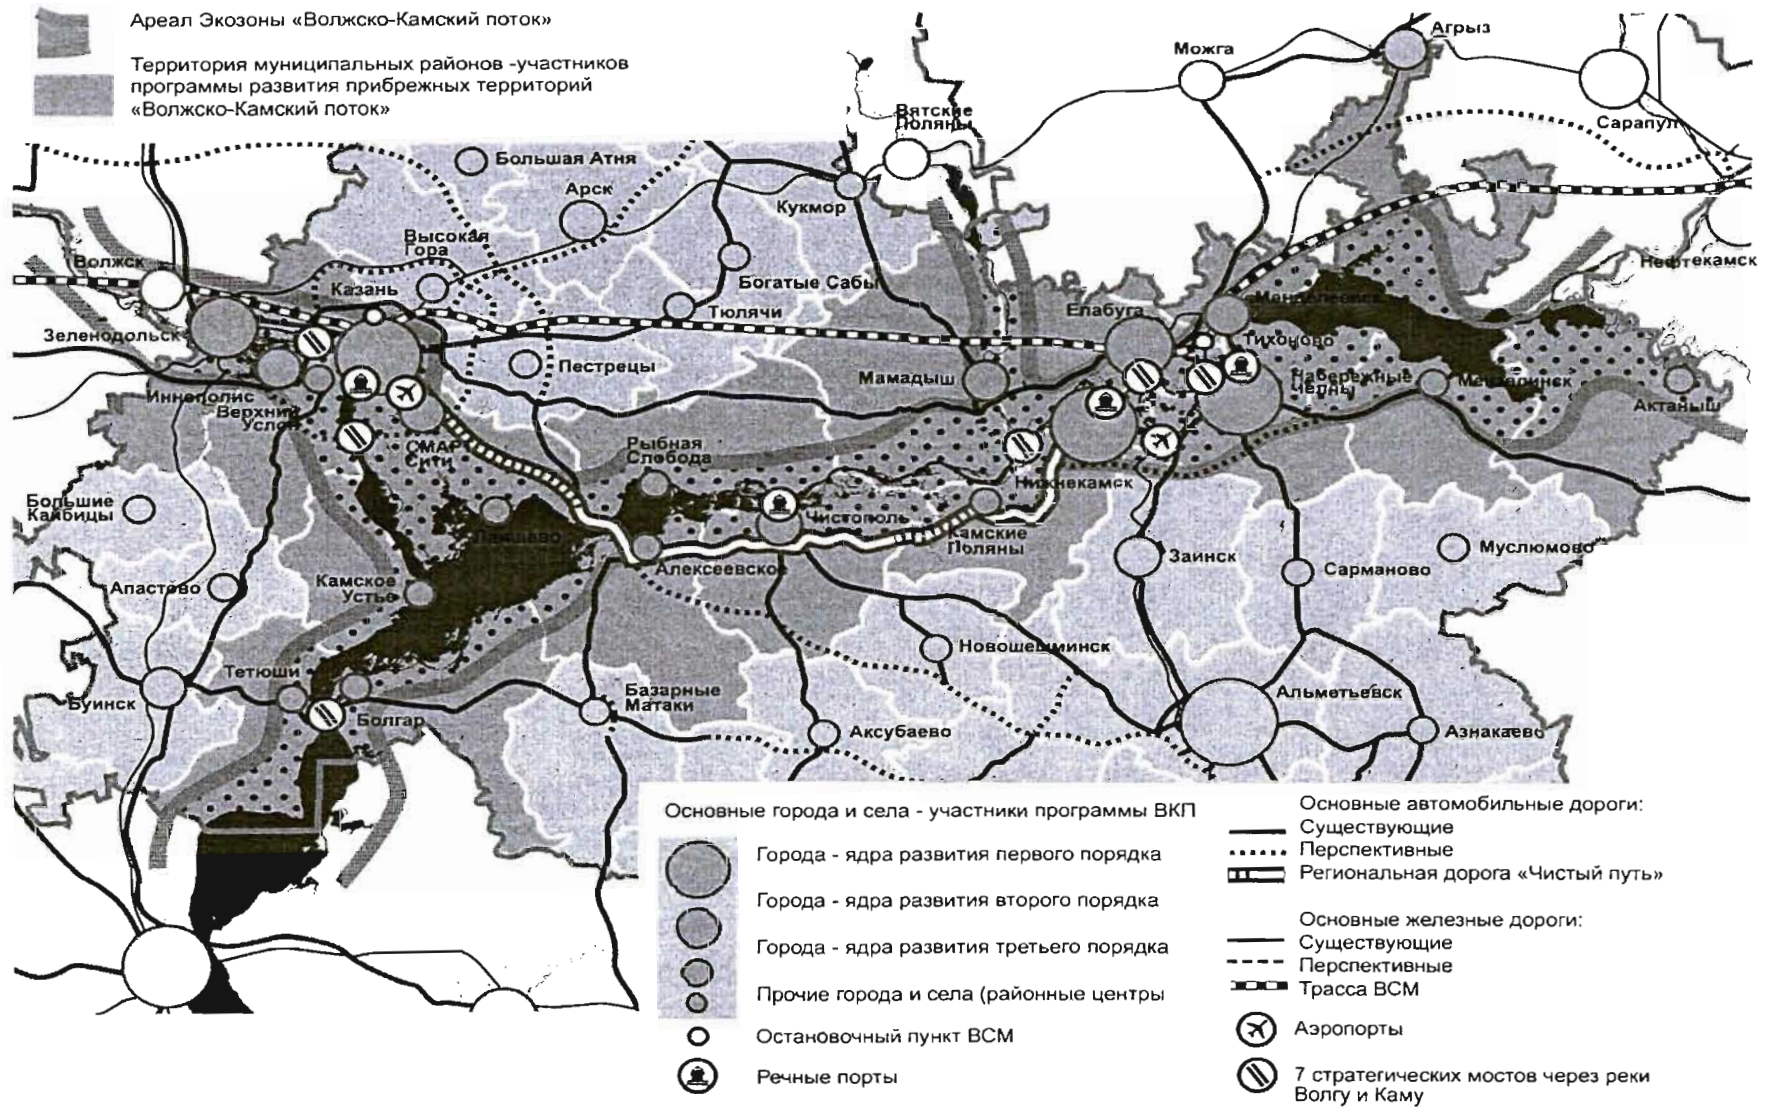 Ареал Экозоны «Волжско-Камский поток»
Территория муниципальных районов -участников
программы развития прибрежных территорий
«Волжско-Камский поток»
Агрыз
Можга
Сарапул
Вятские
Поляны
Большая Атня
Арск
Кукмор
Высокая
Гора
Богатые Сабы
Волжск
Казань
Тюлячи
Нефтекамск
Елабуга
Менделеевск
Зеленодольск
Тихоново
Пестрецы
Мамадыш
Набережные
Челны
Мензелинск
Актаныш
Иннополис
Верхний
Услон
СМАРТ
Сити
Рыбная
Слобода
Нижнекамск
Большие
Кайбицы
Чистополь
Лаишево
Камские
Поляны
Заинск
Муслюмово
Алексеевское
Сарманово
Апастово
Камское
Устье
Новошешминск
Тетюши
Буинск
Болгар
Базарные
Матаки
Альметьевск
Аксубаево
Азнакаево
Основные города и села - участники программы ВКП
Города - ядра развития первого порядка
Города - ядра развития второго порядка
Города - ядра развития третьего порядка
Прочие города и села (районные центры
Остановочный пункт ВСМ
Речные порты
Основные автомобильные дороги:
Существующие
Перспективные
Региональная дорога «Чистый путь»
Основные железные дороги:
Существующие
Перспективные
Трасса ВСМ
Аэропорты
7 стратегических мостов через реки
Волгу и Каму